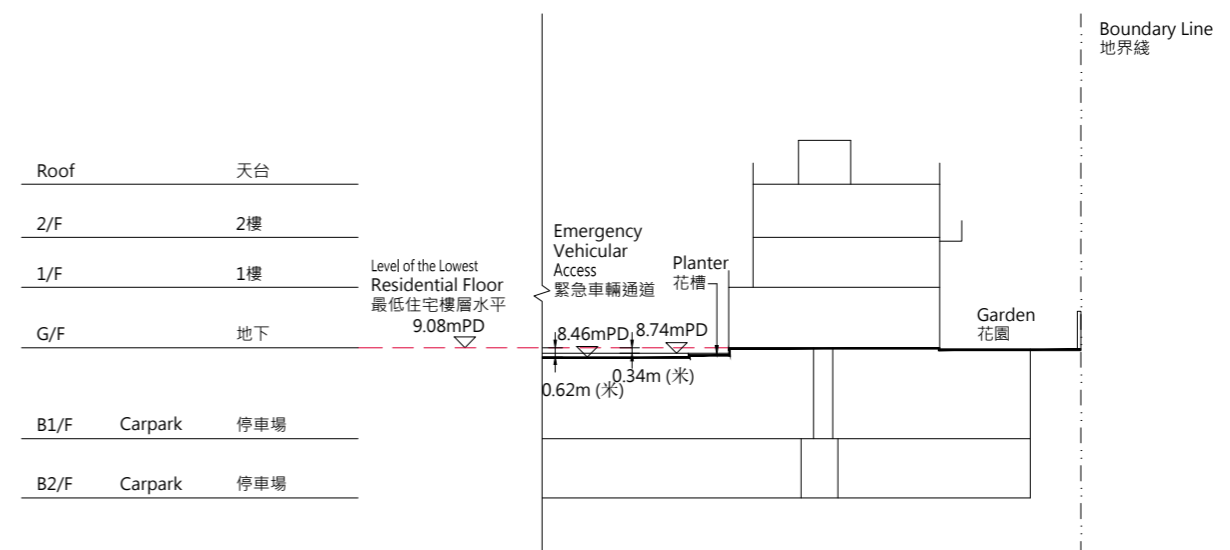 Boundary Line
地界綫
Roof 天台
2/F 2樓
1/F 1樓
G/F 地下
B1/F Carpark 停車場
B2/F Carpark 停車場
Level of the Lowest
Residential Floor
最低住宅樓層水平
9.08mPD
Emergency
Vehicular
Access
緊急車輛通道
Planter
花槽
8.46mPD
8.74mPD
0.62m (米)
0.34m (米)
Garden
花園